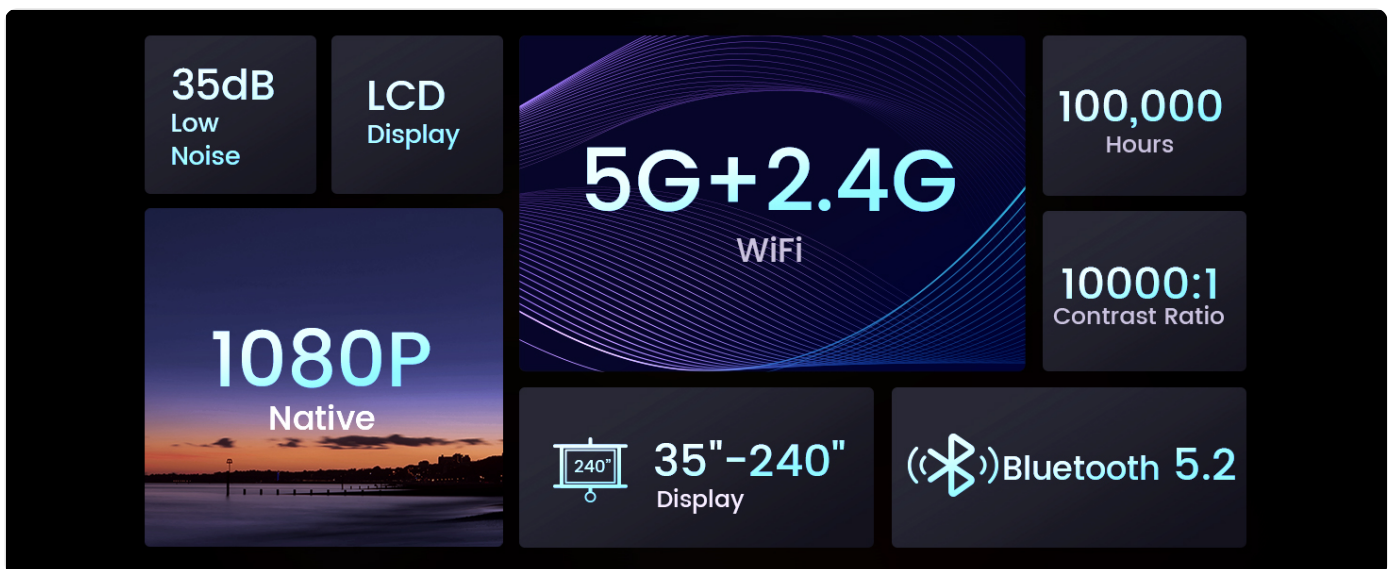 35dB
Low
Noise
LCD
Display
5G+2.4G
WiFi
100,000
Hours
10000:1
Contrast Ratio
1080P
Native
240”
35"-240"
Display
Bluetooth 5.2